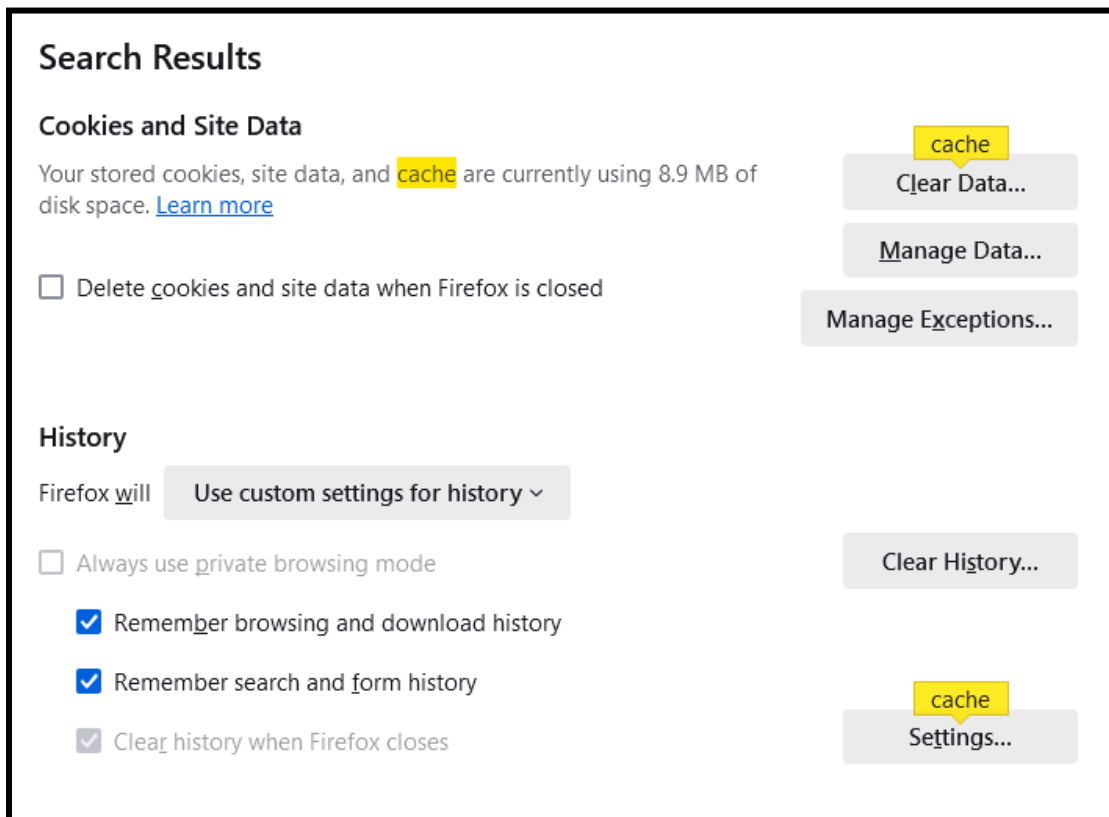 Search Results
Cookies and Site Data
Your stored cookies, site data, and cache are currently using 8.9 MB of
disk space. Learn more
cache
Clear Data...
Manage Data...
Delete cookies and site data when Firefox is closed
Manage Exceptions...
History
Firefox will Use custom settings for history
Always use private browsing mode
Clear History...
Remember browsing and download history
Remember search and form history
cache
Clear history when Firefox closes
Settings...